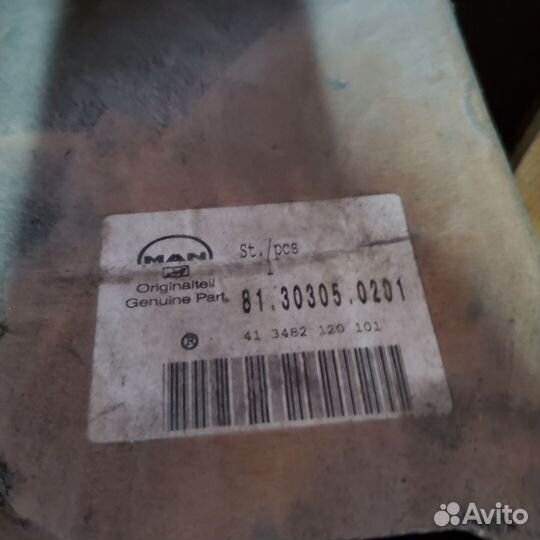 MAN
Originalteil
Genuine Part
St./pcs
1
81.30305.0201
41 3482 120 101
®
Avito